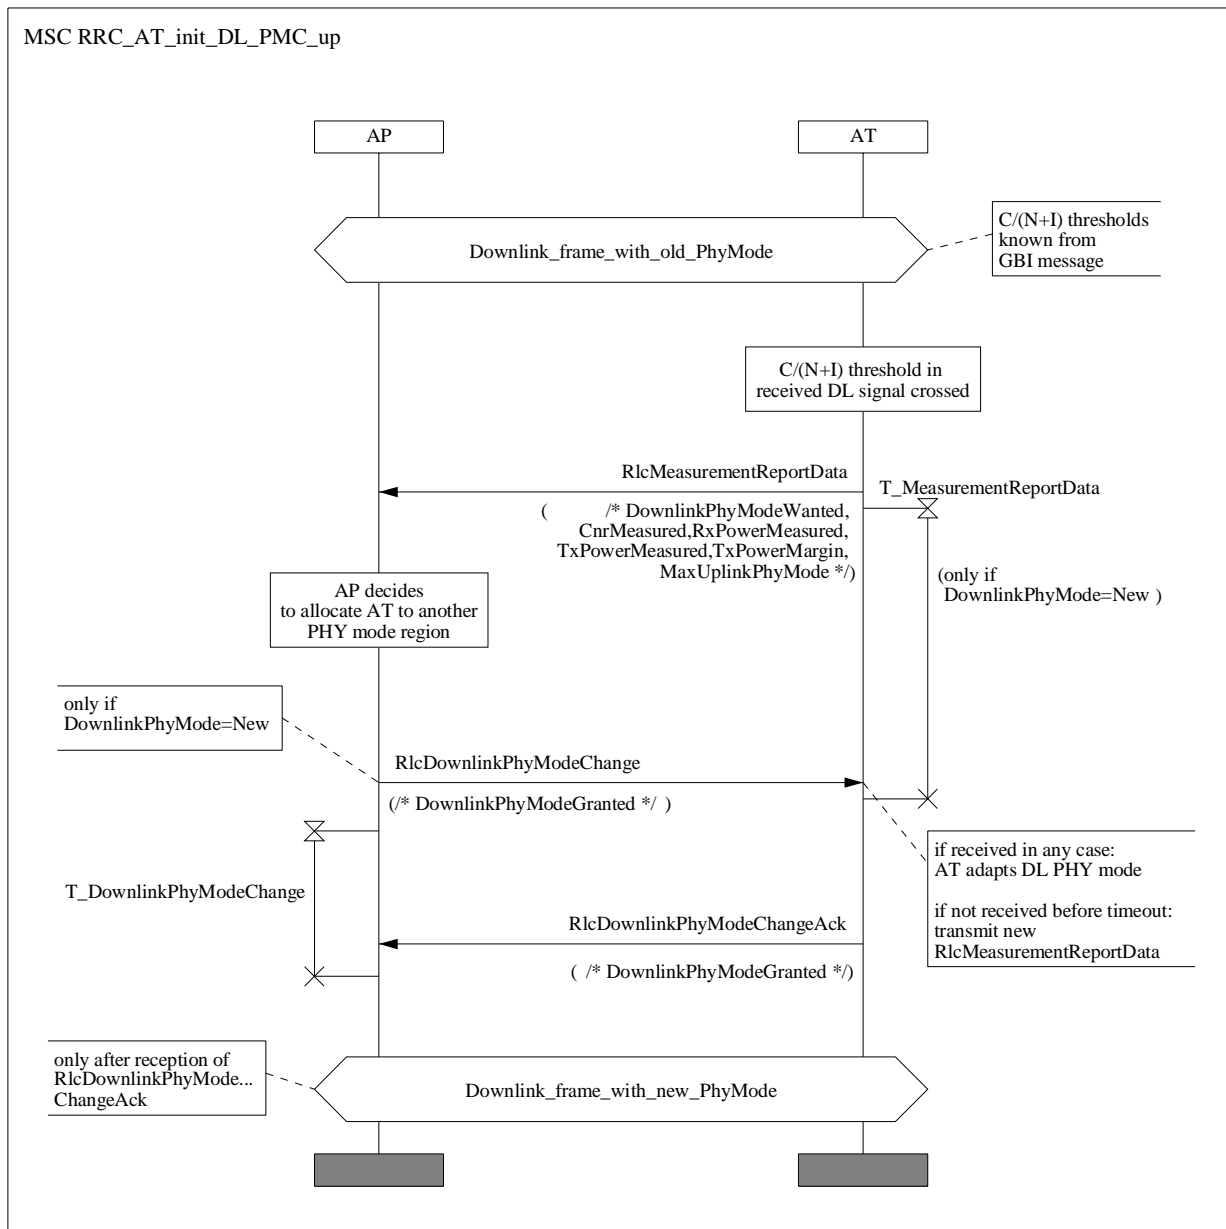 MSC RRC_AT_init_DL_PMC_up
AP
AT
C/(N+I) thresholds
known from
GBI message
Downlink_frame_with_old_PhyMode
C/(N+I) threshold in
received DL signal crossed
RlcMeasurementReportData
T_MeasurementReportData
( /* DownlinkPhyModeWanted,
CnrMeasured,RxPowerMeasured,
TxPowerMeasured,TxPowerMargin,
MaxUplinkPhyMode */)
(only if
DownlinkPhyMode=New )
AP decides
to allocate AT to another
PHY mode region
only if
DownlinkPhyMode=New
RlcDownlinkPhyModeChange
(/* DownlinkPhyModeGranted */ )
T_DownlinkPhyModeChange
if received in any case:
AT adapts DL PHY mode
if not received before timeout:
transmit new
RlcMeasurementReportData
RlcDownlinkPhyModeChangeAck
( /* DownlinkPhyModeGranted */)
only after reception of
RlcDownlinkPhyMode...
ChangeAck
Downlink_frame_with_new_PhyMode